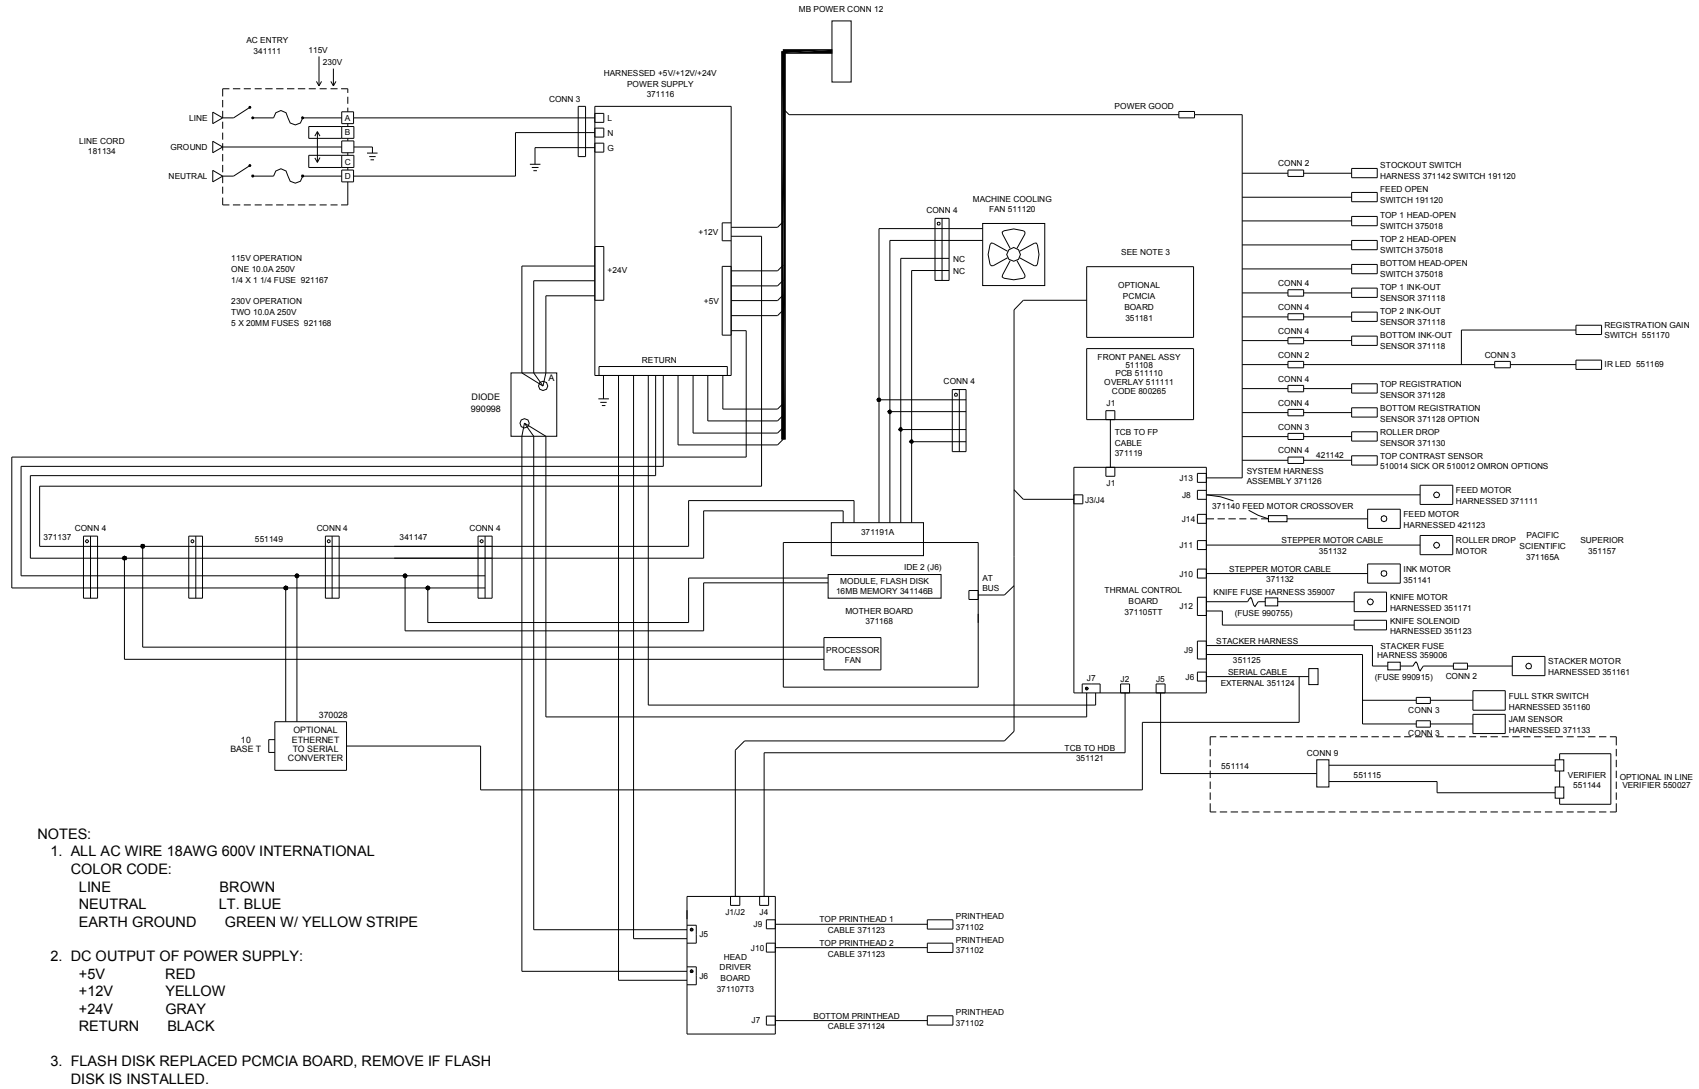 MB POWER CONN 12
AC ENTRY
341111
115V
230V
LINE
GROUND
NEUTRAL
A
B
C
D
LINE CORD
181134
115V OPERATION
ONE 10.0A 250V
1/4 X 1 1/4 FUSE 921167
230V OPERATION
TWO 10.0A 250V
5 X 20MM FUSES 921168
HARNESSED +5V/+12V/+24V
POWER SUPPLY
371116
CONN 3
L
N
G
+12V
+24V
+5V
RETURN
DIODE
990998
A
POWER GOOD
CONN 4
MACHINE COOLING
FAN 511120
NC
NC
CONN 4
SEE NOTE 3
OPTIONAL
PCMCIA
BOARD
351181
FRONT PANEL ASSY
511108
PCB 511110
OVERLAY 511111
CODE 800265
J1
TCB TO FP
CABLE
371119
J1
J3/J4
CONN 2
STOCKOUT SWITCH
HARNESS 371142 SWITCH 191120
FEED OPEN
SWITCH 191120
TOP 1 HEAD-OPEN
SWITCH 375018
TOP 2 HEAD-OPEN
SWITCH 375018
BOTTOM HEAD-OPEN
SWITCH 375018
CONN 4
TOP 1 INK-OUT
SENSOR 371118
CONN 4
TOP 2 INK-OUT
SENSOR 371118
CONN 4
BOTTOM INK-OUT
SENSOR 371118
CONN 2
REGISTRATION GAIN
SWITCH 551170
CONN 3
IR LED 551169
CONN 4
TOP REGISTRATION
SENSOR 371128
CONN 4
BOTTOM REGISTRATION
SENSOR 371128 OPTION
CONN 3
ROLLER DROP
SENSOR 371130
CONN 4
421142
TOP CONTRAST SENSOR
510014 SICK OR 510012 OMRON OPTIONS
SYSTEM HARNESS
ASSEMBLY 371126
J13
J8
FEED MOTOR
HARNESSED 371111
371140 FEED MOTOR CROSSOVER
J14
FEED MOTOR
HARNESSED 421123
J11
STEPPER MOTOR CABLE
351132
ROLLER DROP
MOTOR
PACIFIC
SCIENTIFIC
371165A
SUPERIOR
351157
J10
STEPPER MOTOR CABLE
371132
INK MOTOR
351141
THRMAL CONTROL
BOARD
371105TT
J12
KNIFE FUSE HARNESS 359007
(FUSE 990755)
KNIFE MOTOR
HARNESSED 351171
KNIFE SOLENOID
HARNESSED 351123
J9
STACKER HARNESS
351125
STACKER FUSE
HARNESS 359006
(FUSE 990915)
CONN 2
STACKER MOTOR
HARNESSED 351161
J6
SERIAL CABLE
EXTERNAL 351124
CONN 3
FULL STKR SWITCH
HARNESSED 351160
CONN 3
JAM SENSOR
HARNESSED 371133
J7
J2
J5
CONN 9
551114
551115
VERIFIER
551144
OPTIONAL IN LINE
VERIFIER 550027
371137
CONN 4
551149
CONN 4
341147
CONN 4
371191A
IDE 2 (J6)
MODULE, FLASH DISK
16MB MEMORY 341146B
AT
BUS
MOTHER BOARD
371168
PROCESSOR
FAN
370028
10
BASE T
OPTIONAL
ETHERNET
TO SERIAL
CONVERTER
TCB TO HDB
351121
J1/J2
J4
J5
J6
J9
J10
J7
HEAD
DRIVER
BOARD
371107T3
TOP PRINTHEAD 1
CABLE 371123
PRINTHEAD
371102
TOP PRINTHEAD 2
CABLE 371123
PRINTHEAD
371102
BOTTOM PRINTHEAD
CABLE 371124
PRINTHEAD
371102
NOTES:
1. ALL AC WIRE 18AWG 600V INTERNATIONAL
COLOR CODE:
LINE BROWN
NEUTRAL LT. BLUE
EARTH GROUND GREEN W/ YELLOW STRIPE
2. DC OUTPUT OF POWER SUPPLY:
+5V RED
+12V YELLOW
+24V GRAY
RETURN BLACK
3. FLASH DISK REPLACED PCMCIA BOARD, REMOVE IF FLASH
DISK IS INSTALLED.